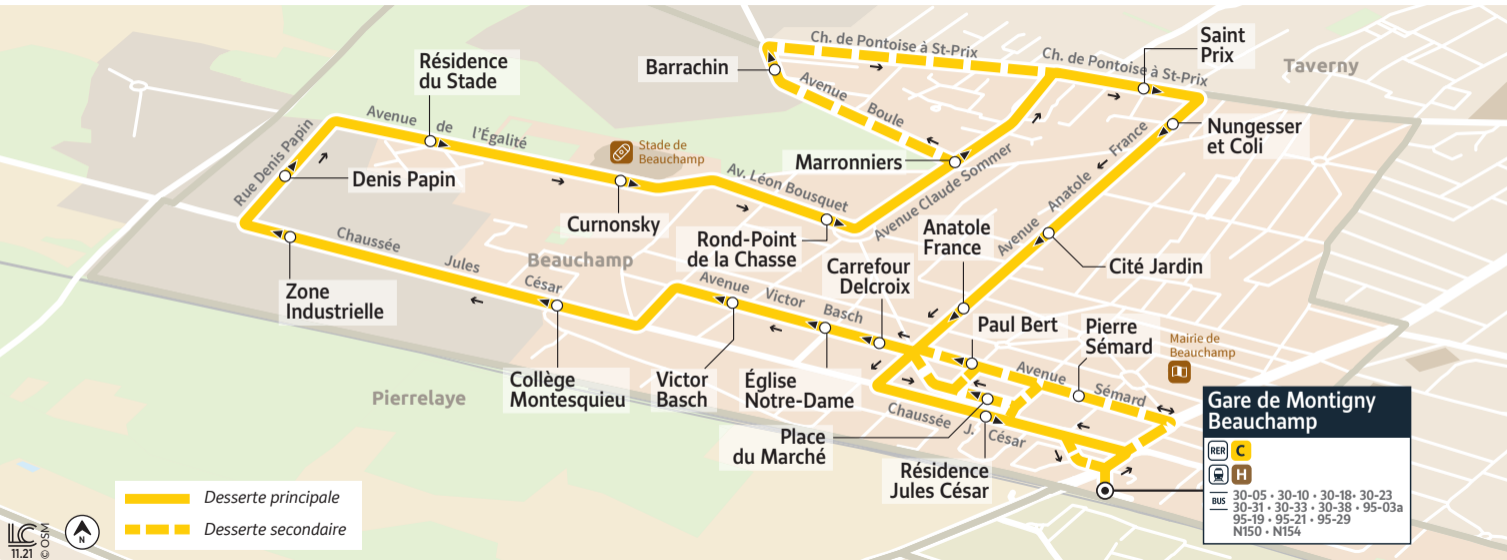 Ch. de Pontoise à St-Prix
Ch. de Pontoise à St-Prix
Saint
Prix
Taverny
Barrachin
Avenue Boule
Nungesser
et Coli
Résidence
du Stade
Avenue de l'Égalité
Stade de
Beauchamp
Marronniers
Rue Denis Papin
Denis Papin
Curnonsky
Av. Léon Bousquet
Rond-Point
de la Chasse
Avenue Claude Sommer
Avenue Anatole France
Anatole
France
Cité Jardin
Chaussée Jules César
Beauchamp
Zone
Industrielle
Carrefour
Delcroix
Avenue Victor Basch
Paul Bert
Pierre
Sémard
Mairie de
Beauchamp
Avenue Sémard
Pierrelaye
Collège
Montesquieu
Victor
Basch
Église
Notre-Dame
Chaussée J. César
Place
du Marché
Résidence
Jules César
Gare de Montigny
Beauchamp
RER C
H
BUS
30-05 • 30-10 • 30-18 • 30-23
30-31 • 30-33 • 30-38 • 95-03a
95-19 • 95-21 • 95-29
N150 • N154
Desserte principale
Desserte secondaire
LC
11.21
© OSM
N